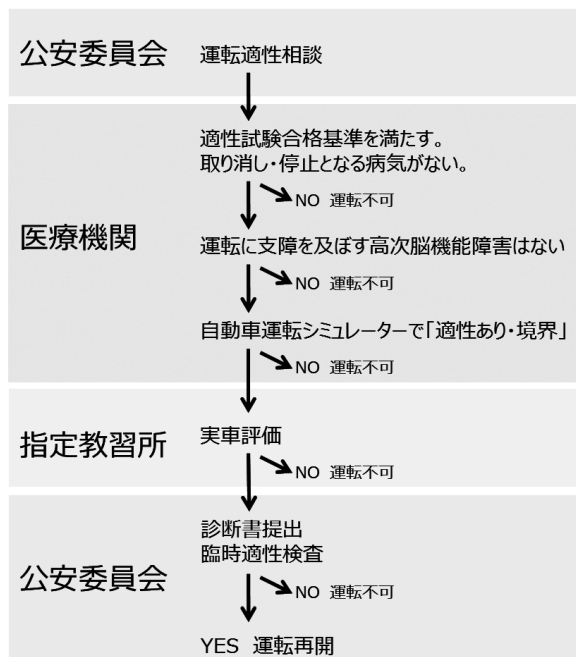 公安委員会
運転適性相談
医療機関
適性試験合格基準を満たす。
取り消し・停止となる病気がない。
NO 運転不可
運転に支障を及ぼす高次脳機能障害はない
NO 運転不可
自動車運転シミュレーターで「適性あり・境界」
NO 運転不可
指定教習所
実車評価
NO 運転不可
公安委員会
診断書提出
臨時適性検査
NO 運転不可
YES 運転再開